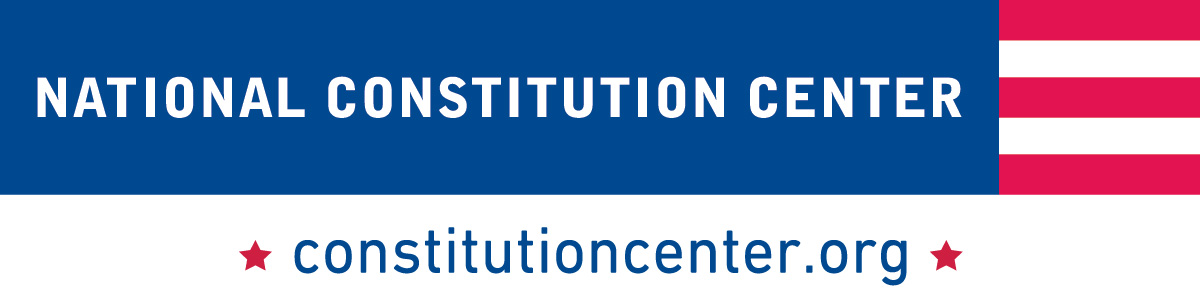 NATIONAL CONSTITUTION CENTER
constitutioncenter.org